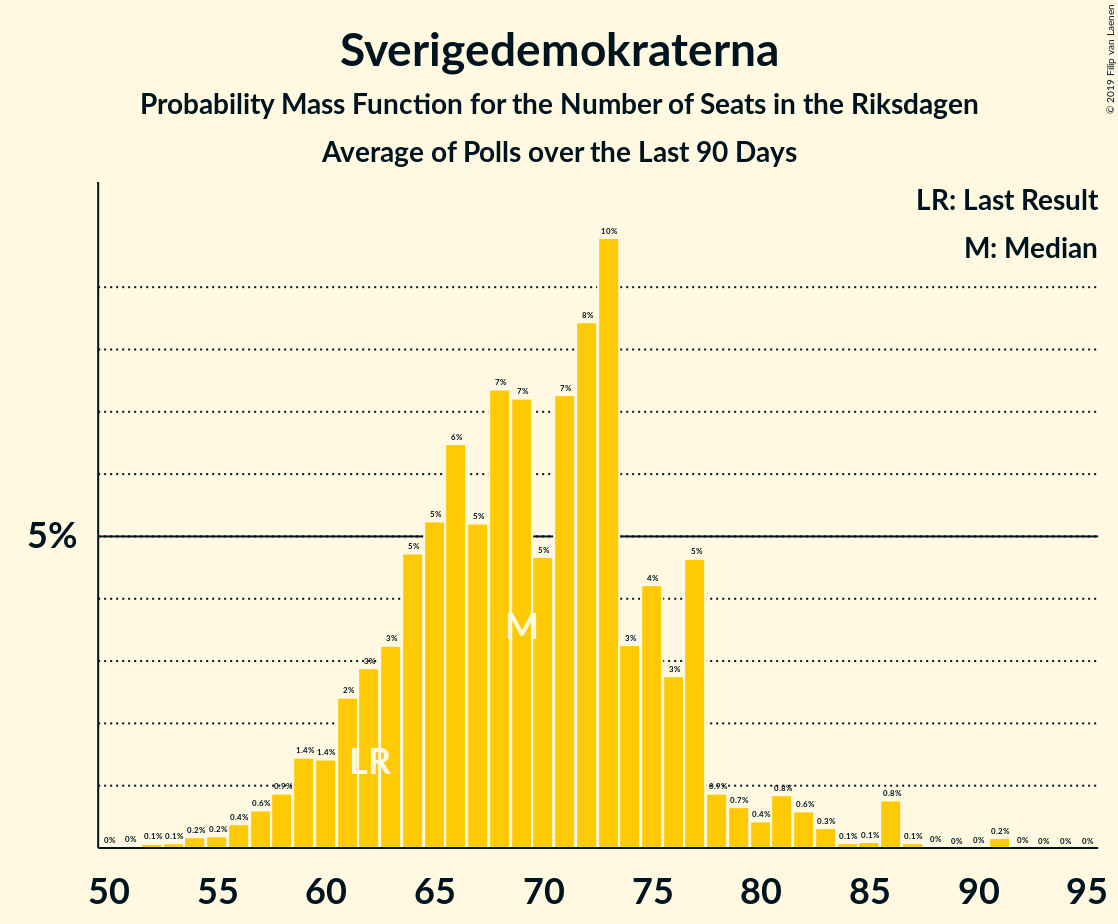 Sverigedemokraterna
Probability Mass Function for the Number of Seats in the Riksdagen
Average of Polls over the Last 90 Days
© 2019 Filip van Laenen
LR: Last Result
M: Median
5%
0% 0% 0.1% 0.1% 0.2% 0.2% 0.4% 0.6% 0.9% 1.4% 1.4% 2% 3% 3% 5% 5% 6% 5% 7% 7% 5% 7% 8% 10% 3% 4% 3% 5% 0.9% 0.7% 0.4% 0.8% 0.6% 0.3% 0.1% 0.1% 0.8% 0.1% 0% 0% 0% 0.2% 0% 0% 0% 0%
M
LR
50 55 60 65 70 75 80 85 90 95